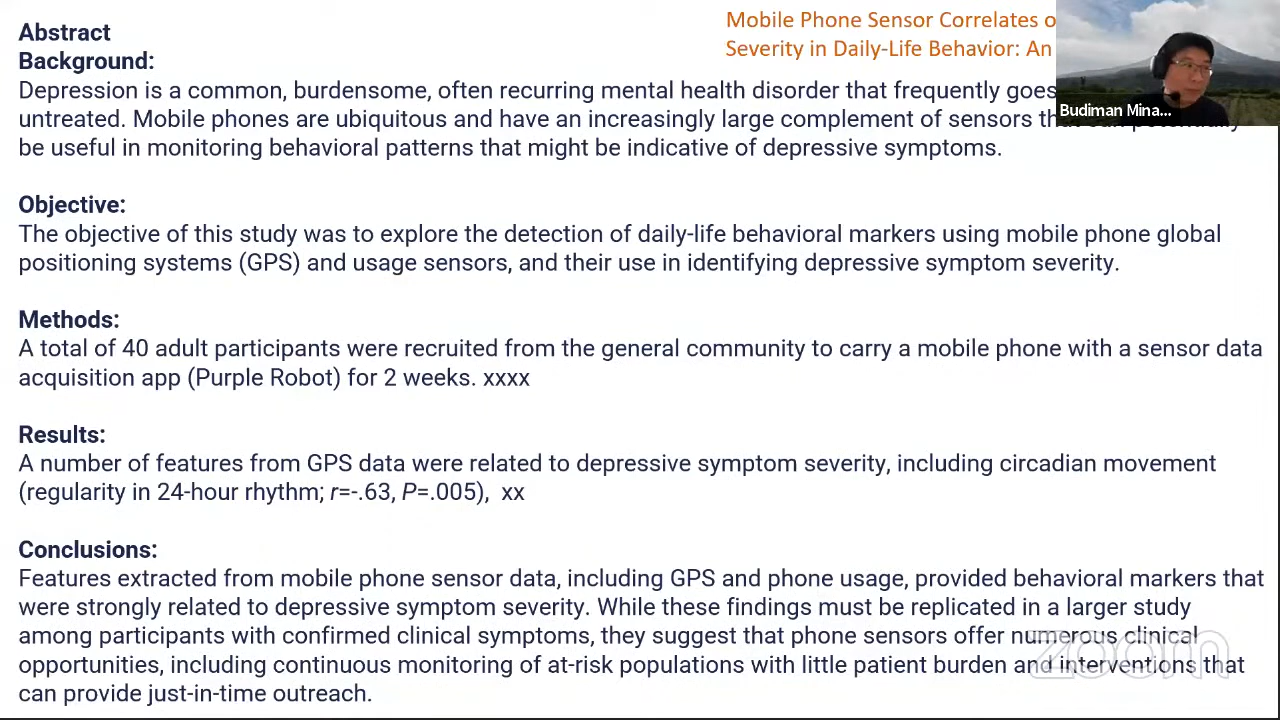 Abstract
Mobile Phone Sensor Correlates o
Severity in Daily-Life Behavior: An
Background:
Depression is a common, burdensome, often recurring mental health disorder that frequently goes
untreated. Mobile phones are ubiquitous and have an increasingly large complement of sensors
be useful in monitoring behavioral patterns that might be indicative of depressive symptoms.
Budiman Mina...
Objective:
The objective of this study was to explore the detection of daily-life behavioral markers using mobile phone global
positioning systems (GPS) and usage sensors, and their use in identifying depressive symptom severity.
Methods:
A total of 40 adult participants were recruited from the general community to carry a mobile phone with a sensor data
acquisition app (Purple Robot) for 2 weeks. xxxx
Results:
A number of features from GPS data were related to depressive symptom severity, including circadian movement
(regularity in 24-hour rhythm; r=-.63, P=.005), xx
Conclusions:
Features extracted from mobile phone sensor data, including GPS and phone usage, provided behavioral markers that
were strongly related to depressive symptom severity. While these findings must be replicated in a larger study
among participants with confirmed clinical symptoms, they suggest that phone sensors offer numerous clinical
opportunities, including continuous monitoring of at-risk populations with little patient burden and interventions that
can provide just-in-time outreach.
zoom